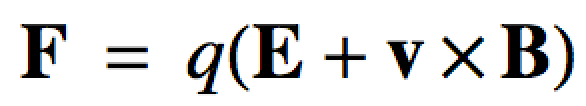 F = q(E + v × B)